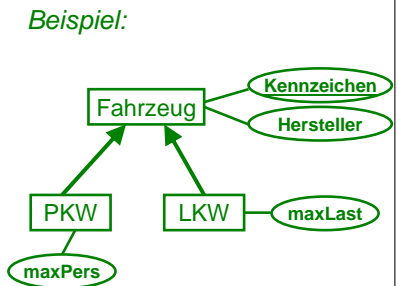 Beispiel:
Kennzeichen
Fahrzeug
Hersteller
PKW
LKW
maxLast
maxPers